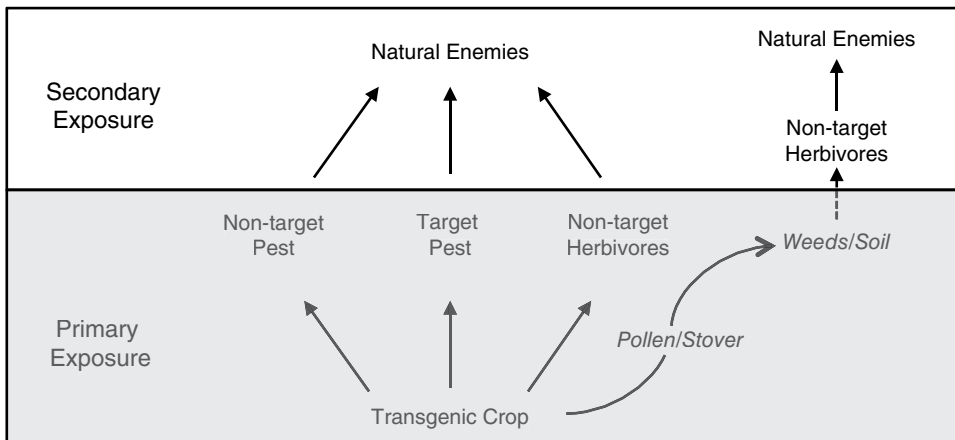 Natural Enemies
Natural Enemies
Secondary
Exposure
Non-target
Herbivores
Non-target
Pest
Target
Pest
Non-target
Herbivores
Weeds/Soil
Primary
Exposure
Pollen/Stover
Transgenic Crop